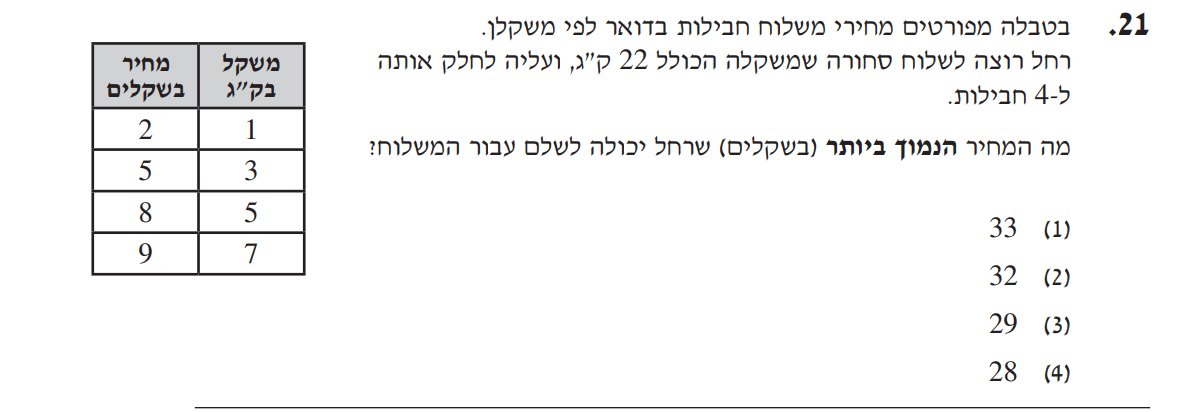 21. בטבלה מפורטים מחירי משלוח חבילות בדואר לפי משקלן.
רחל רוצה לשלוח סחורה שמשקלה הכולל 22 ק"ג, ועליה לחלק אותה
ל-4 חבילות.
מה המחיר הנמוך ביותר (בשקלים) שרחל יכולה לשלם עבור המשלוח?
(1) 33
(2) 32
(3) 29
(4) 28
משקל בק"ג מחיר בשקלים
1 2
3 5
5 8
7 9